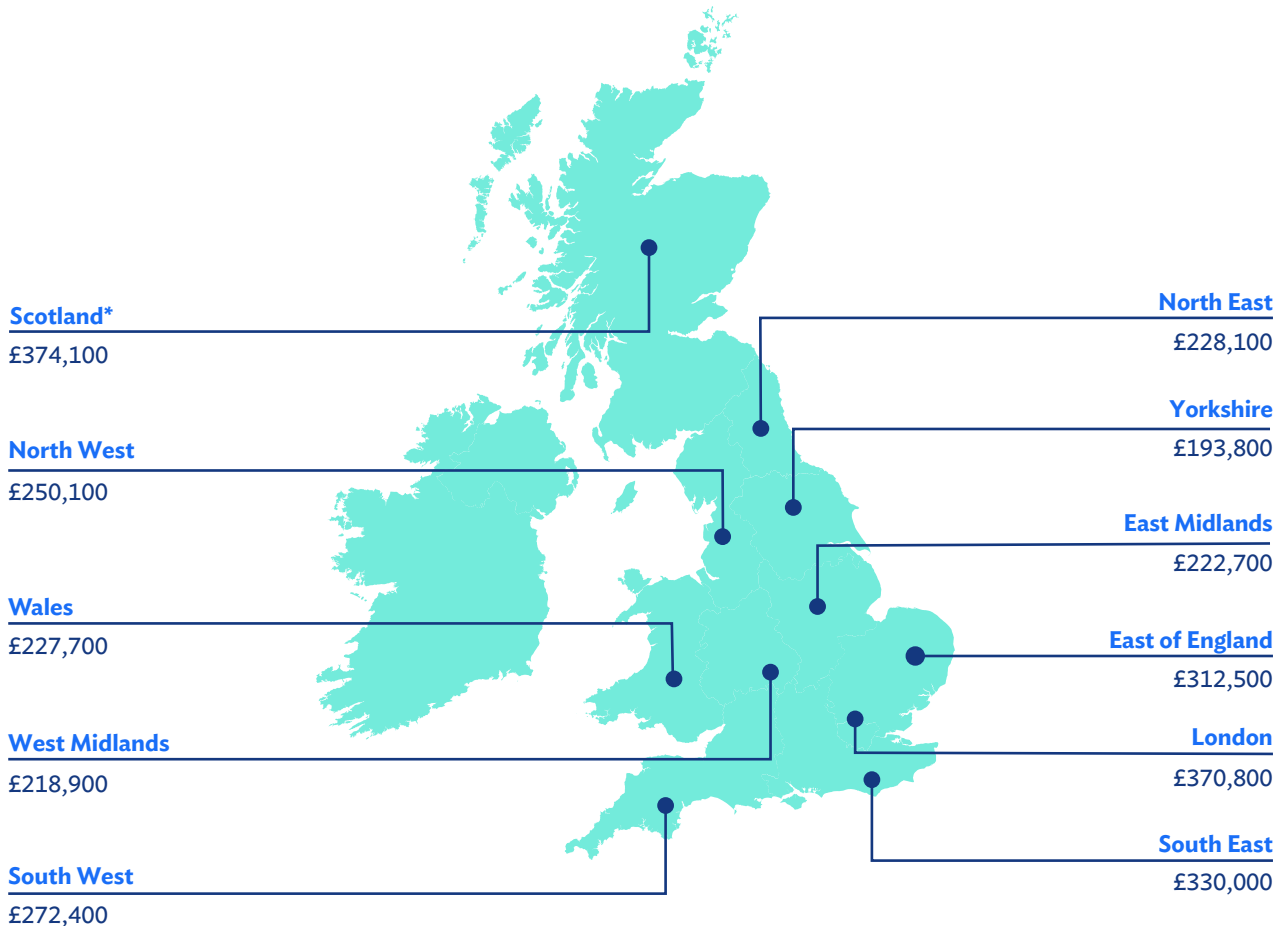 Scotland*
£374,100
North West
£250,100
Wales
£227,700
West Midlands
£218,900
South West
£272,400
North East
£228,100
Yorkshire
£193,800
East Midlands
£222,700
East of England
£312,500
London
£370,800
South East
£330,000